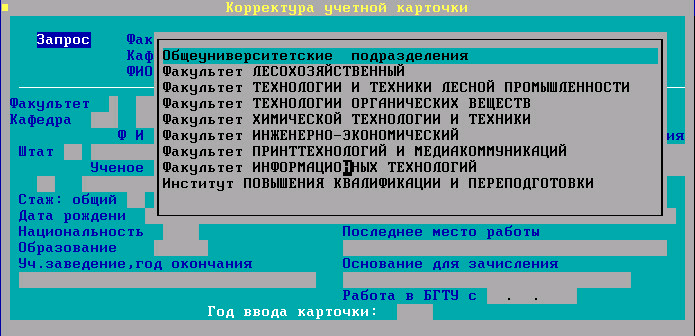 Корректура учетной карточки
Запрос Фак
Каф
ФИО
Общеуниверситетские подразделения
Факультет ЛЕСОХОЗЯЙСТВЕННЫЙ
Факультет ТЕХНОЛОГИИ И ТЕХНИКИ ЛЕСНОЙ ПРОМЫШЛЕННОСТИ
Факультет ТЕХНОЛОГИИ ОРГАНИЧЕСКИХ ВЕЩЕСТВ
Факультет ХИМИЧЕСКОЙ ТЕХНОЛОГИИ И ТЕХНИКИ
Факультет ИНЖЕНЕРНО-ЭКОНОМИЧЕСКИЙ
Факультет ПРИНТТЕХНОЛОГИЙ И МЕДИАКОММУНИКАЦИЙ
Факультет ИНФОРМАЦИОННЫХ ТЕХНОЛОГИЙ
Институт ПОВЫШЕНИЯ КВАЛИФИКАЦИИ И ПЕРЕПОДГОТОВКИ
Факультет
Кафедра
Ф И ия
Штат
Ученое
Стаж: общий
Дата рождени
Национальность Последнее место работы
Образование
Уч.заведение,год окончания Основание для зачисления
Работа в БГТУ с . .
Год ввода карточки: